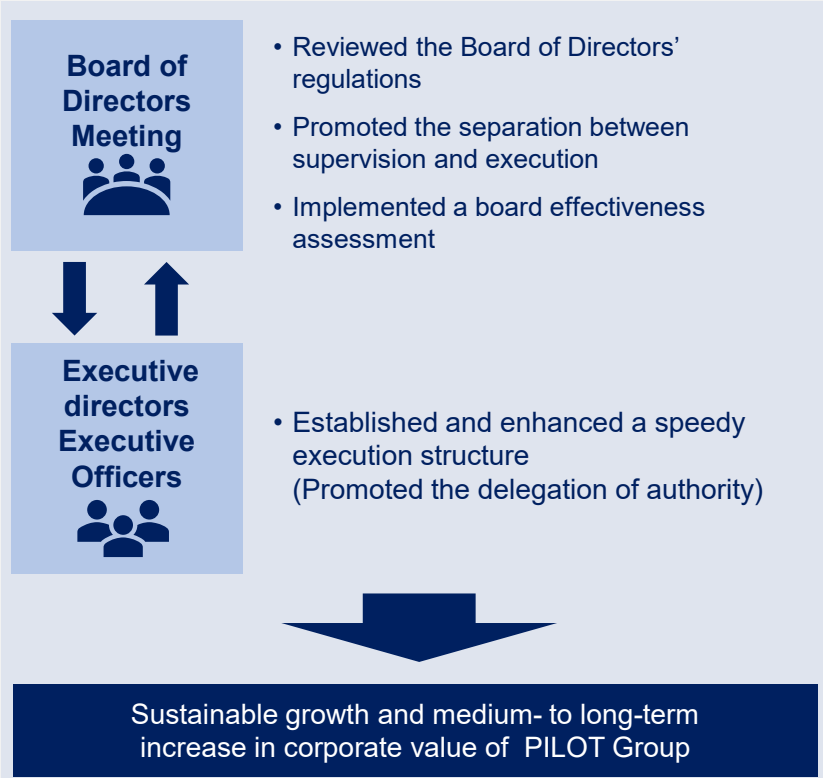 Board of
Directors
Meeting
• Reviewed the Board of Directors’
regulations
• Promoted the separation between
supervision and execution
• Implemented a board effectiveness
assessment
Executive
directors
Executive
Officers
• Established and enhanced a speedy
execution structure
(Promoted the delegation of authority)
Sustainable growth and medium- to long-term
increase in corporate value of PILOT Group